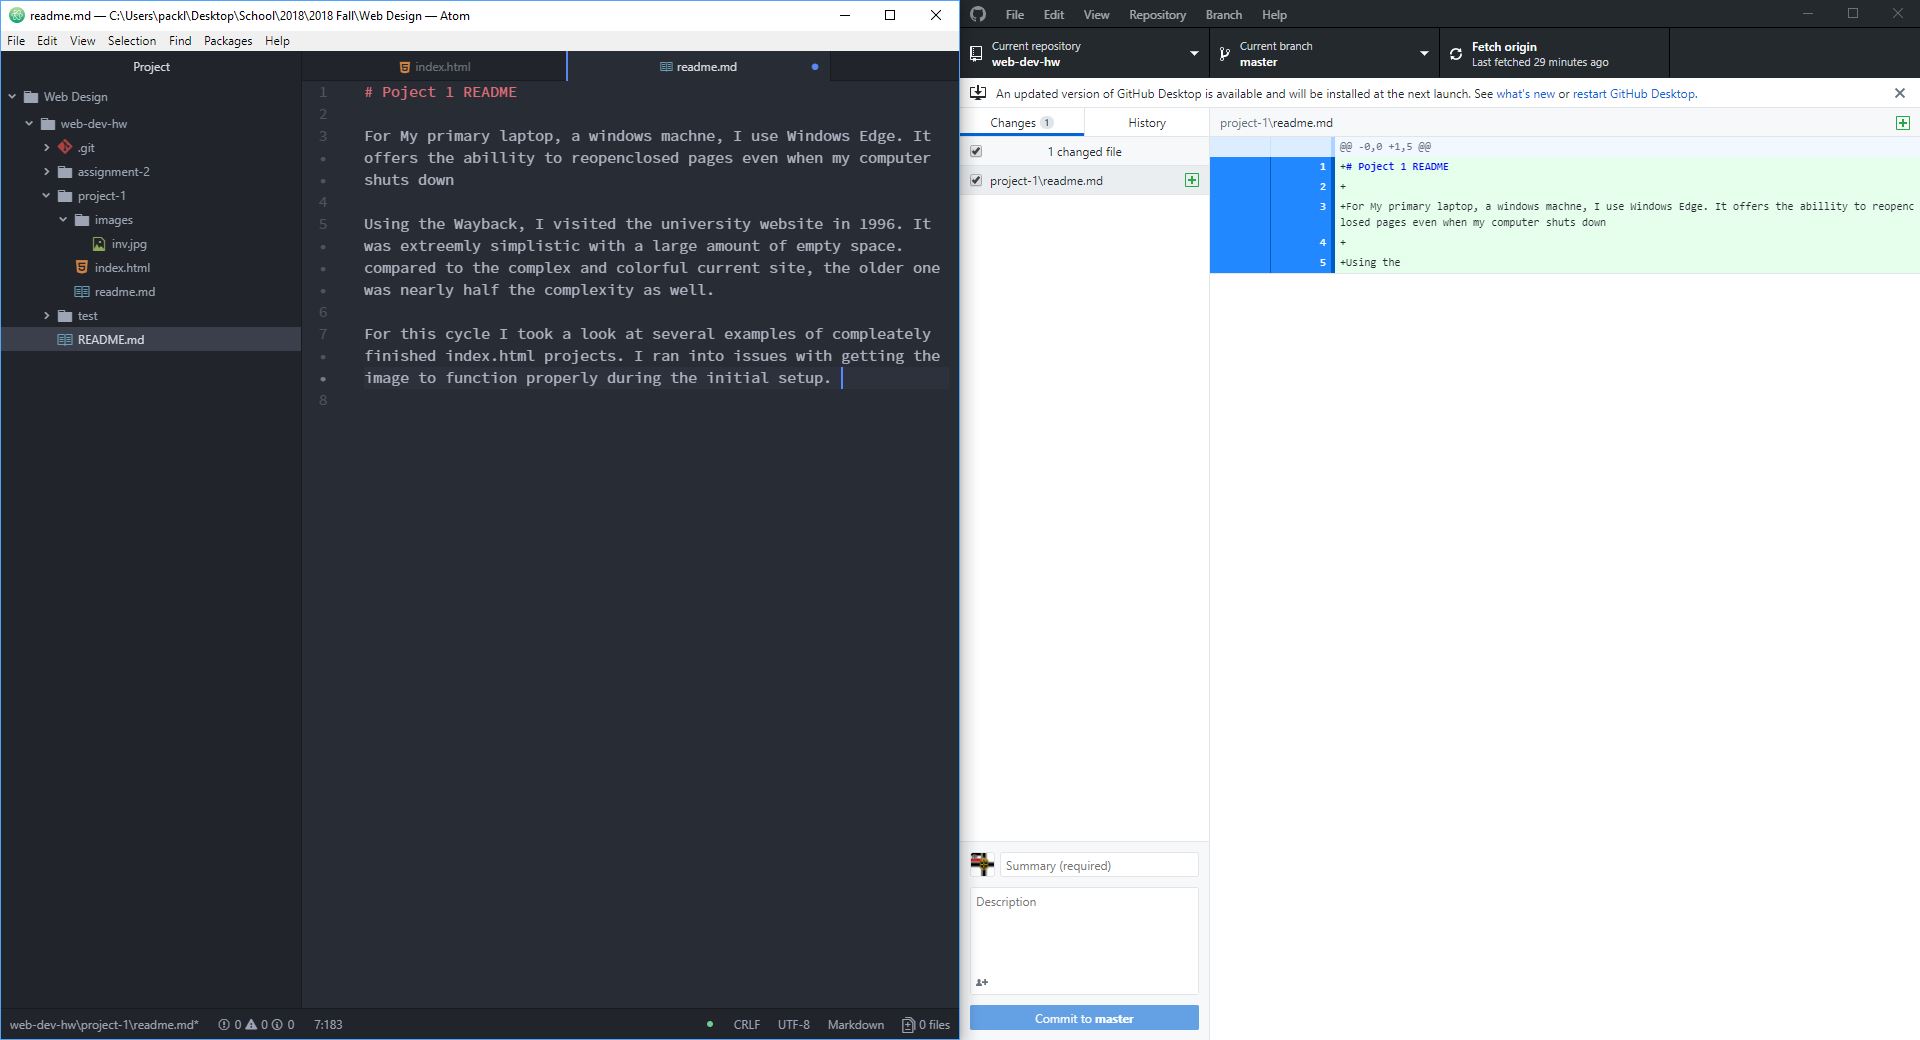 readme.md — C:\Users\packl\Desktop\School\2018\2018 Fall\Web Design — Atom
File Edit View Selection Find Packages Help
Project
Web Design
web-dev-hw
.git
assignment-2
project-1
images
inv.jpg
index.html
readme.md
test
README.md
index.html
readme.md
1 # Poject 1 README
2
3 For My primary laptop, a windows machne, I use Windows Edge. It
offers the abillity to reopenclosed pages even when my computer
shuts down
4
5 Using the Wayback, I visited the university website in 1996. It
was extreemly simplistic with a large amount of empty space.
compared to the complex and colorful current site, the older one
was nearly half the complexity as well.
6
7 For this cycle I took a look at several examples of compleately
finished index.html projects. I ran into issues with getting the
image to function properly during the initial setup.
8
web-dev-hw\project-1\readme.md* 0 0 0 7:183 CRLF UTF-8 Markdown 0 files
File Edit View Repository Branch Help
Current repository
web-dev-hw
Current branch
master
Fetch origin
Last fetched 29 minutes ago
An updated version of GitHub Desktop is available and will be installed at the next launch. See what's new or restart GitHub Desktop.
Changes 1 History
1 changed file
project-1\readme.md
project-1\readme.md
@@ -0,0 +1,5 @@
1 +# Poject 1 README
2 +
3 +For My primary laptop, a windows machne, I use Windows Edge. It offers the abillity to reopenc
losed pages even when my computer shuts down
4 +
5 +Using the
Summary (required)
Description
Commit to master